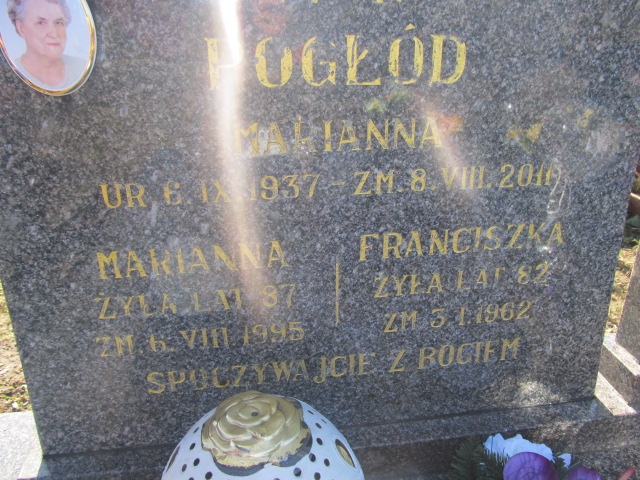 POGŁÓD
MARIANNA
UR. 6. IX. 1937 - ZM. 8. VIII. 2011
MARIANNA
ŻYŁA LAT 87
ZM. 6. VIII 1995
FRANCISZKA
ŻYŁA LAT 82
ZM 3. I. 1962
SPOCZYWAJCIE Z BOGIEM